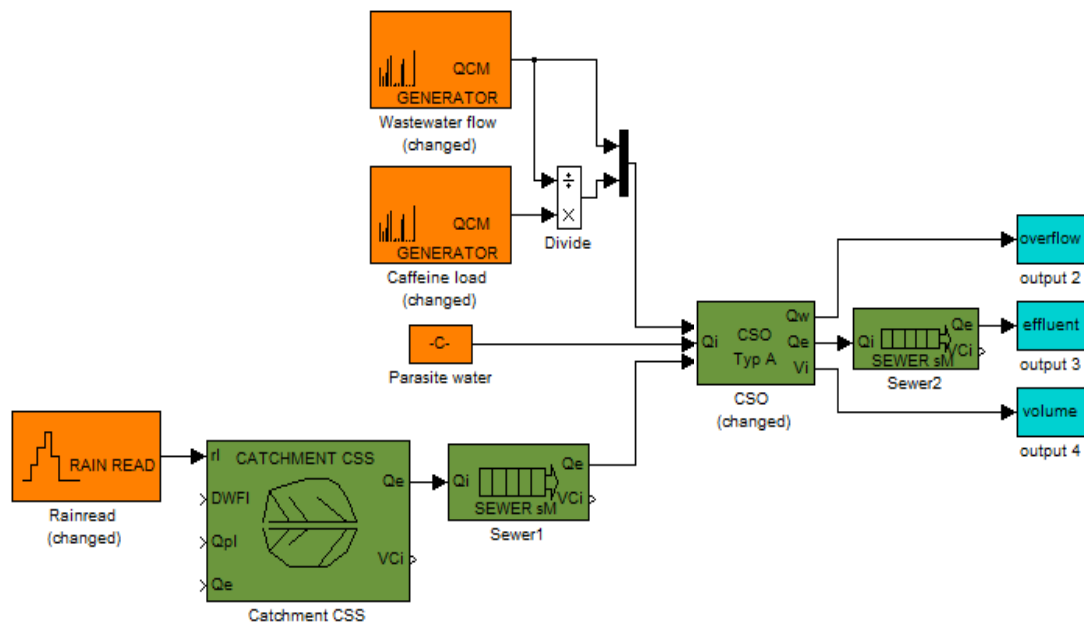 QCM
GENERATOR
Wastewater flow
(changed)
QCM
GENERATOR
Caffeine load
(changed)
÷
×
Divide
-C-
Parasite water
RAIN READ
Rainread
(changed)
rI
CATCHMENT CSS
Qe
DWFI
QpI
VCi
Qe
Catchment CSS
Qi
Qe
VCi
SEWER sM
Sewer1
Qi
CSO
Typ A
Qw
Qe
Vi
CSO
(changed)
Qi
Qe
VCi
SEWER sM
Sewer2
overflow
output 2
effluent
output 3
volume
output 4